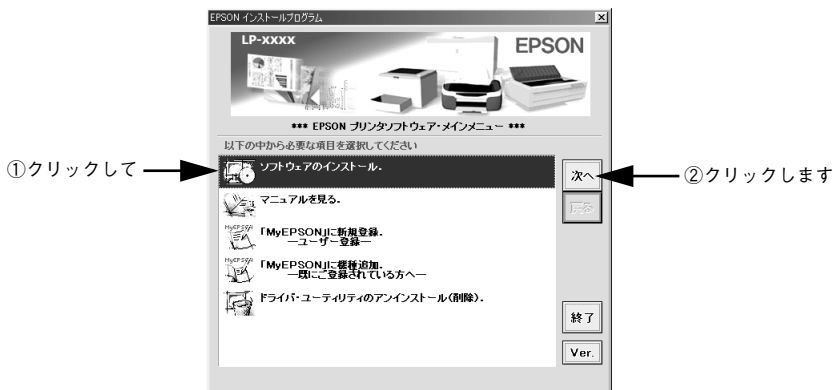 EPSON インストールプログラム
LP-XXXX
EPSON
*** EPSON プリンタソフトウェア・メインメニュー ***
以下の中から必要な項目を選択してください
①クリックして
ソフトウェアのインストール.
次へ
②クリックします
マニュアルを見る.
戻る
MyEPSON
「MyEPSON」に新規登録.
―ユーザー登録―
MyEPSON
「MyEPSON」に機種追加.
―既にご登録されている方へ―
ドライバ・ユーティリティのアンインストール(削除).
終了
Ver.